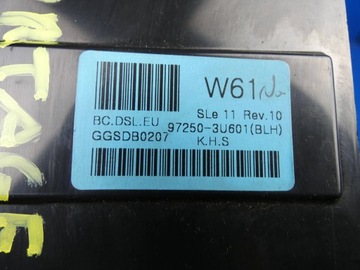 W61
SLe 11 Rev.10
BC.DSL.EU 97250-3U601(BLH)
GGSDB0207 K.H.S